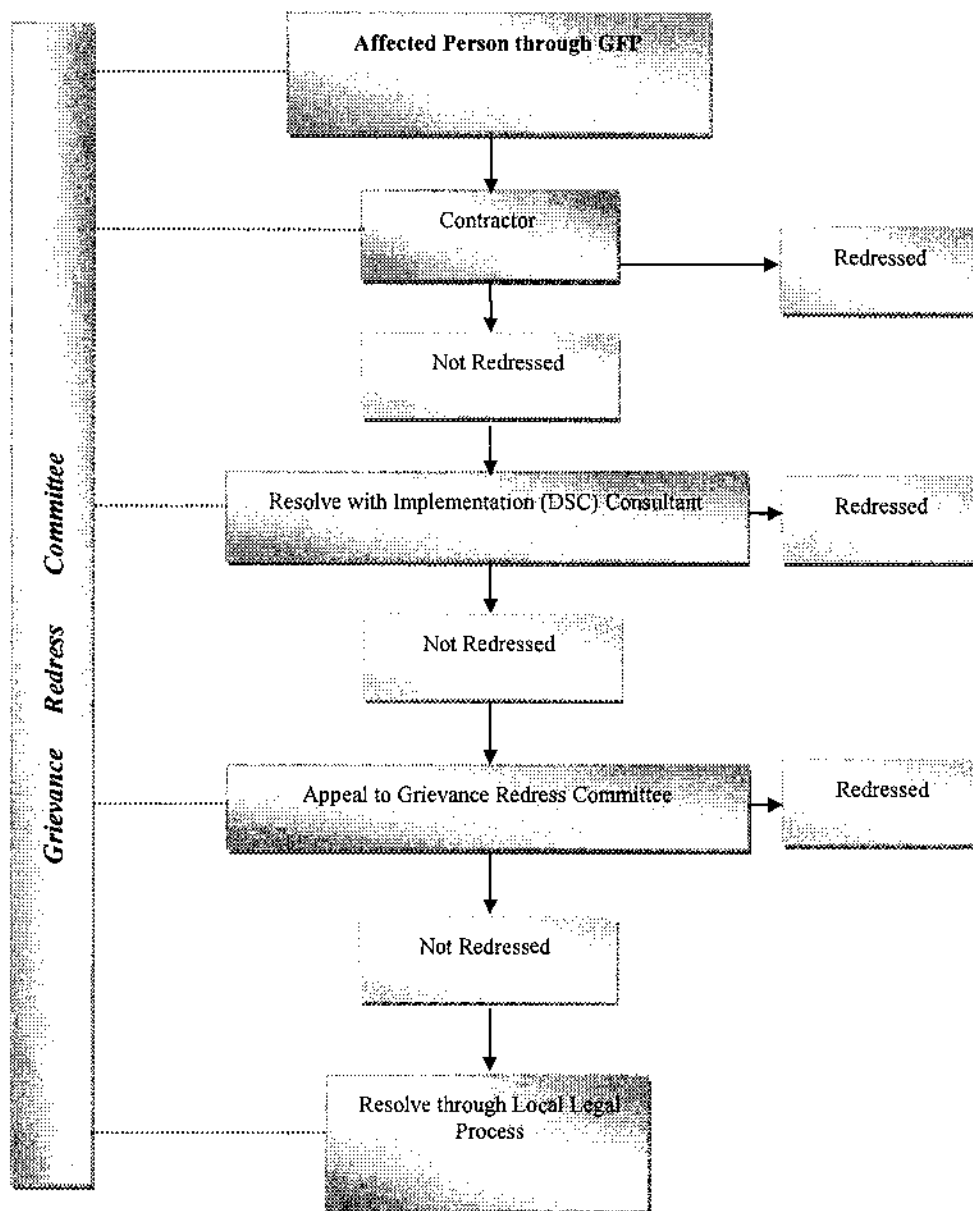 Affected Person through GFP
Contractor
Redressed
Not Redressed
Resolve with Implementation (DSC) Consultant
Redressed
Not Redressed
Appeal to Grievance Redress Committee
Redressed
Not Redressed
Resolve through Local Legal
Process
Grievance Redress Committee